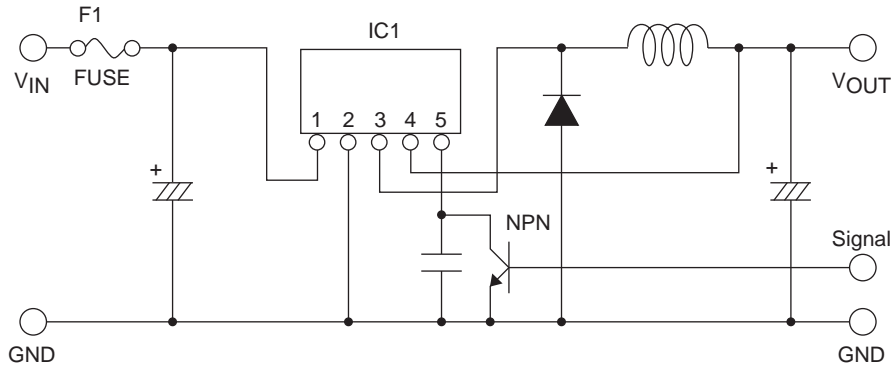 F1
IC1
VIN
FUSE
VOUT
1 2 3 4 5
+
+
NPN
Signal
GND
GND